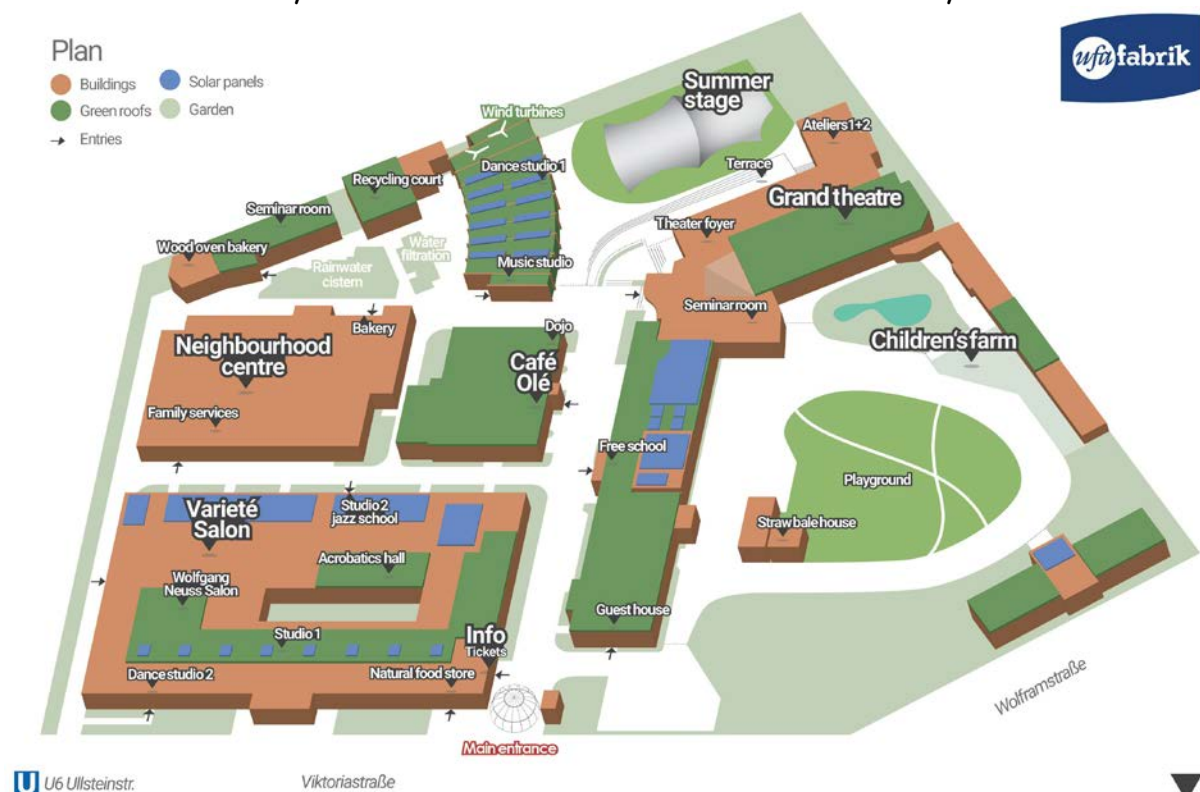 Plan
Buildings
Solar panels
Green roofs
Garden
Entries
ufafabrik
Summer
stage
Wind turbines
Ateliers 1+2
Dance studio 1
Terrace
Recycling court
Grand theatre
Seminar room
Theater foyer
Wood oven bakery
Water
filtration
Rainwater
cistern
Music studio
Seminar room
Bakery
Dojo
Neighbourhood
centre
Café
Olé
Children's farm
Family services
Free school
Playground
Varieté
Salon
Studio 2
jazz school
Straw bale house
Acrobatics hall
Wolfgang
Neuss Salon
Guest house
Studio 1
Info
Tickets
Dance studio 2
Natural food store
Wolframstraße
Main entrance
U U6 Ullsteinstr.
Viktoriastraße